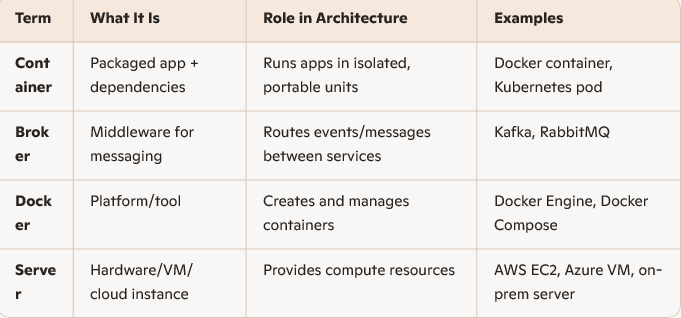 Term What It Is Role in Architecture Examples
Cont Packaged app + Runs apps in isolated, Docker container,
ainer dependencies portable units Kubernetes pod
Brok Middleware for Routes events/messages Kafka, RabbitMQ
er messaging between services
Dock Platform/tool Creates and manages Docker Engine, Docker
er containers Compose
Serve Hardware/VM/ Provides compute resources AWS EC2, Azure VM, on-
r cloud instance prem server